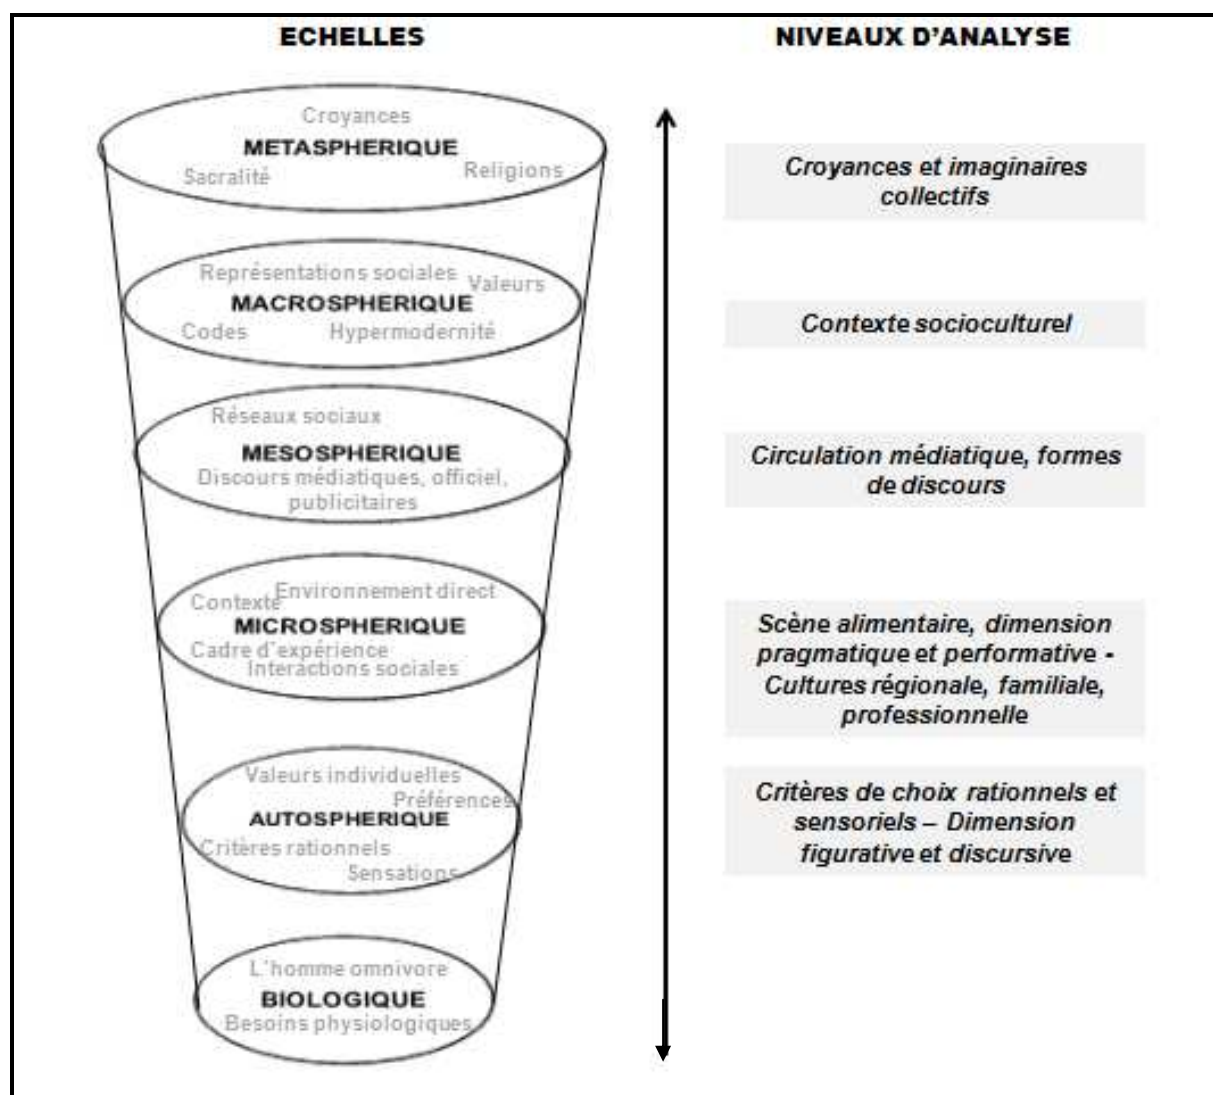 ECHELLES
NIVEAUX D'ANALYSE
Croyances
METASPHERIQUE
Sacralité
Religions
Croyances et imaginaires
collectifs
Représentations sociales
Valeurs
MACROSPHERIQUE
Codes
Hypermodernité
Contexte socioculturel
Réseaux sociaux
MESOSPHERIQUE
Discours médiatiques, officiel,
publicitaires
Circulation médiatique, formes
de discours
Environnement direct
Contexte
MICROSPHERIQUE
Cadre d'expérience
Interactions sociales
Scène alimentaire, dimension
pragmatique et performative -
Cultures régionale, familiale,
professionnelle
Valeurs individuelles
Préférences
AUTOSPHERIQUE
Critères rationnels
Sensations
Critères de choix rationnels et
sensoriels – Dimension
figurative et discursive
L'homme omnivore
BIOLOGIQUE
Besoins physiologiques